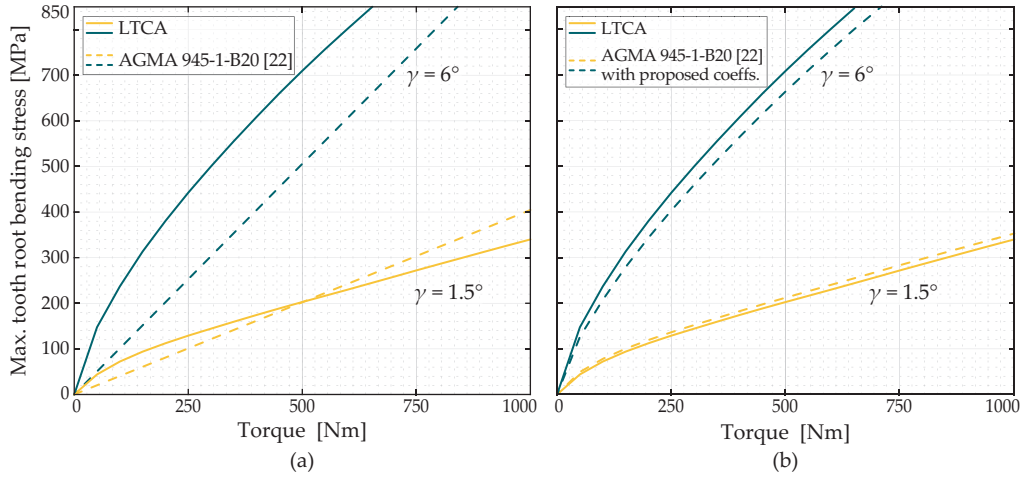 Max. tooth root bending stress [MPa]
850
700
600
500
400
300
200
100
0
LTCA
AGMA 945-1-B20 [22]
γ = 6°
γ = 1.5°
0
250
500
750
1000
Torque [Nm]
(a)
LTCA
AGMA 945-1-B20 [22]
with proposed coeffs.
γ = 6°
γ = 1.5°
0
250
500
750
1000
Torque [Nm]
(b)